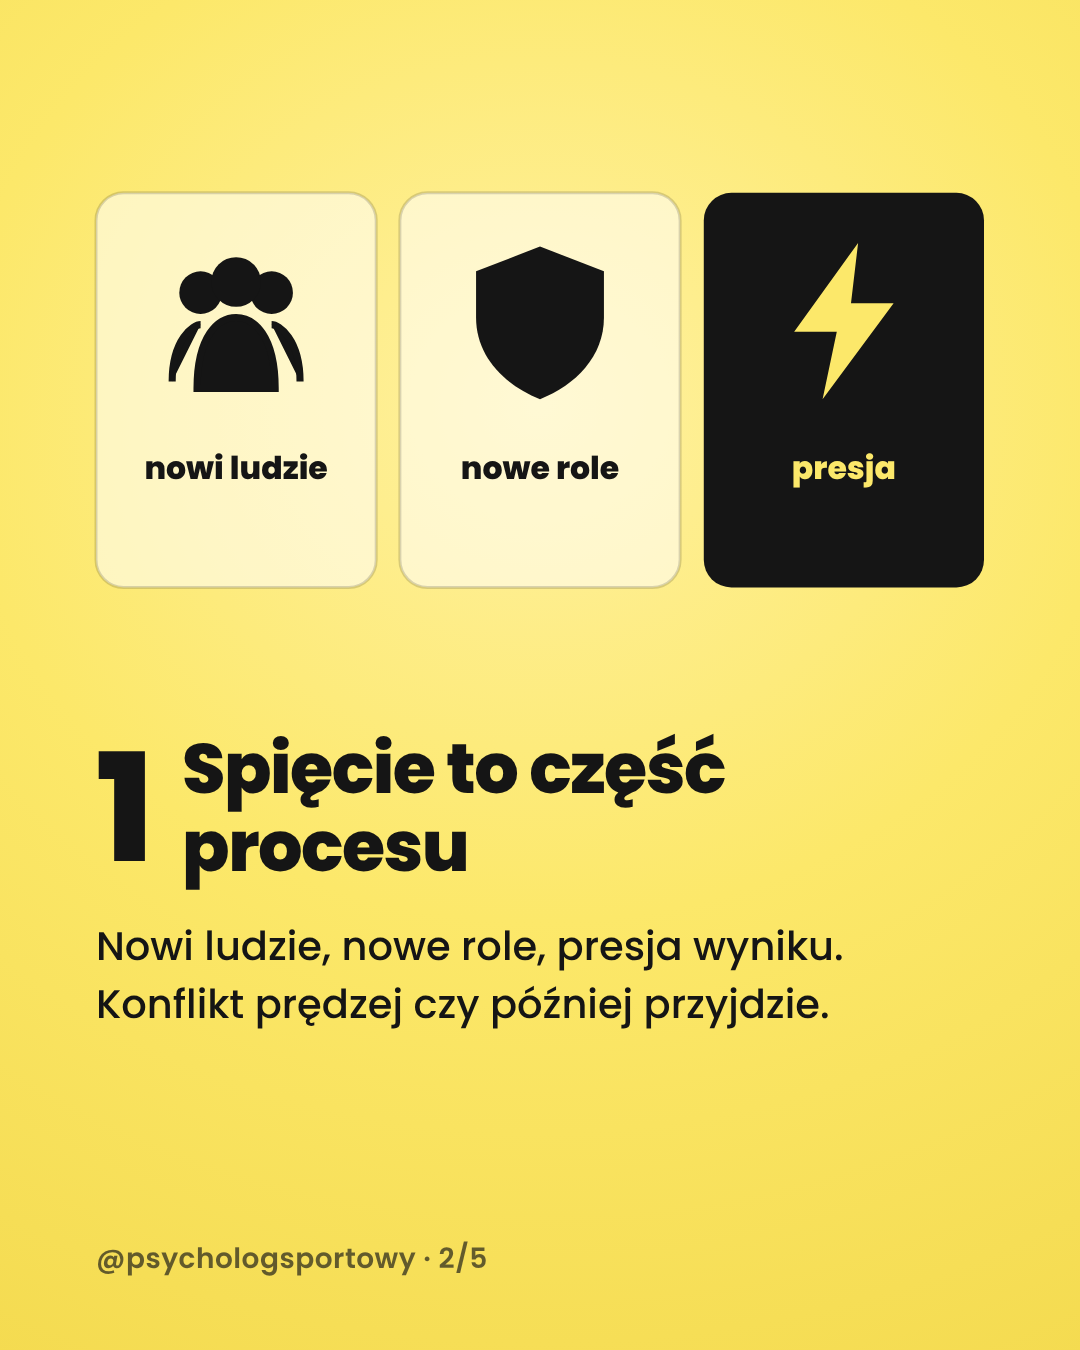 nowi ludzie
nowe role
presja
1
Spięcie to część
procesu
Nowi ludzie, nowe role, presja wyniku.
Konflikt prędzej czy później przyjdzie.
@psychologsportowy · 2/5